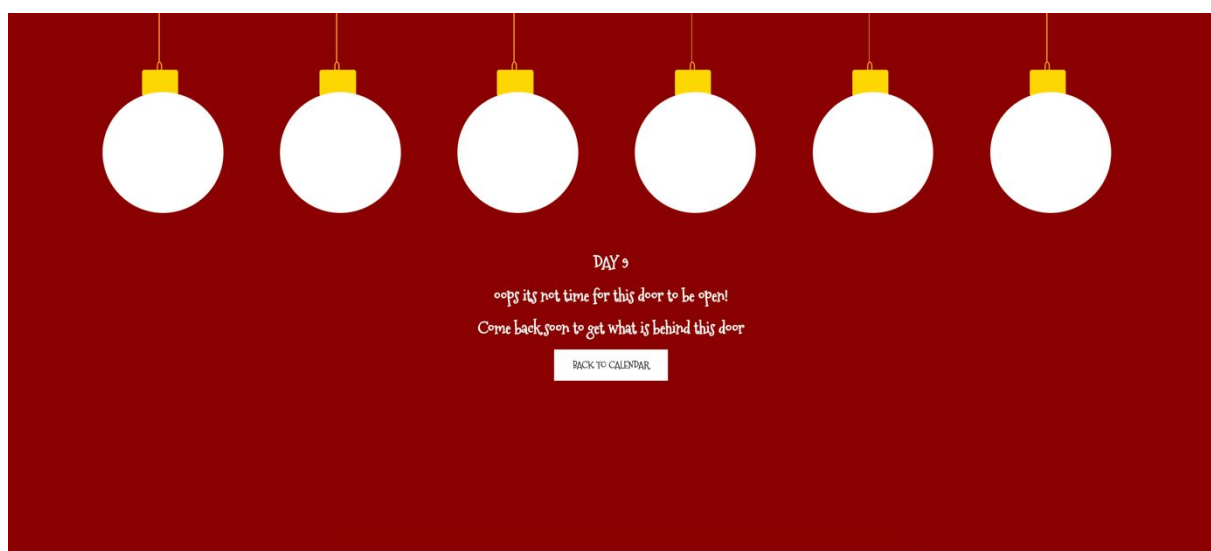 DAY 9
oops its not time for this door to be open!
Come back soon to get what is behind this door
BACK TO CALENDAR